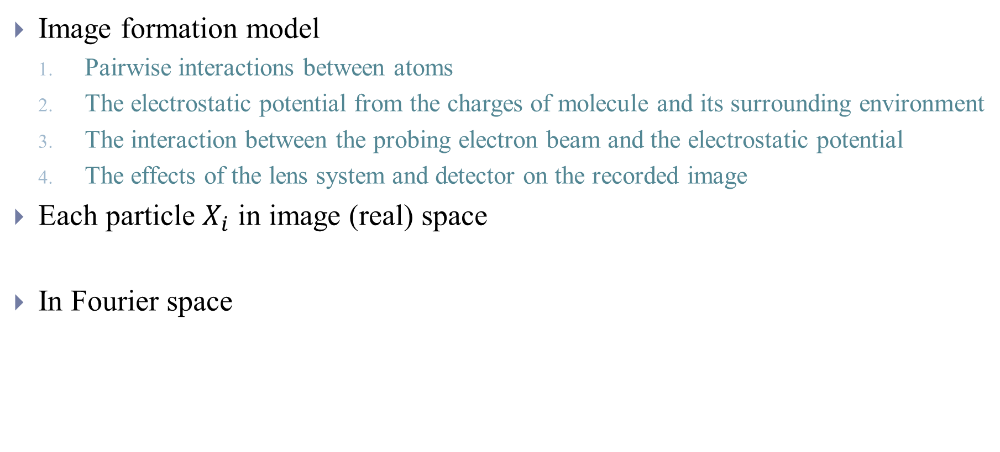 Image formation model
1. Pairwise interactions between atoms
2. The electrostatic potential from the charges of molecule and its surrounding environment
3. The interaction between the probing electron beam and the electrostatic potential
4. The effects of the lens system and detector on the recorded image
Each particle $X_i$ in image (real) space
In Fourier space